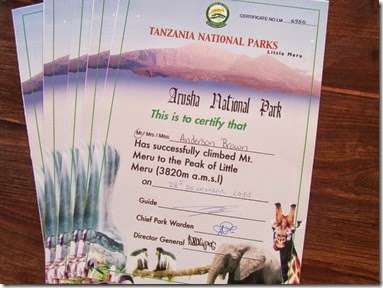 CERTIFICATE NO LM
TANZANIA NATIONAL PARKS
Little Meru
Arusha National Park
This is to certify that
Mr / Mrs / Miss Anderson Brown
Has successfully climbed Mt.
Meru to the Peak of Little
Meru (3820m a.m.s.l)
on 28th
Guide
Chief Park Warden
Director General